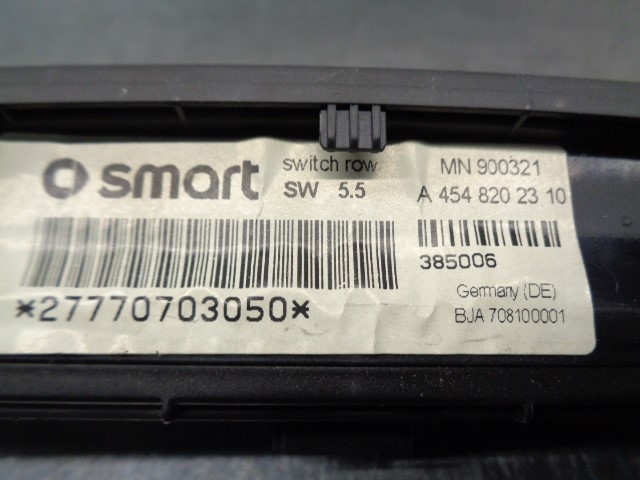 smart
switch row
SW 5.5
*27770703050*
MN 900321
A 454 820 23 10
385006
Germany (DE)
BJA 708100001